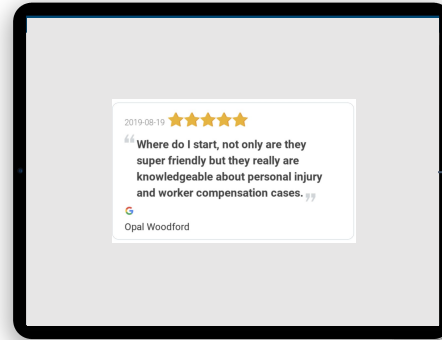 2019-08-19
“ Where do I start, not only are they
super friendly but they really are
knowledgeable about personal injury
and worker compensation cases. ”
G
Opal Woodford